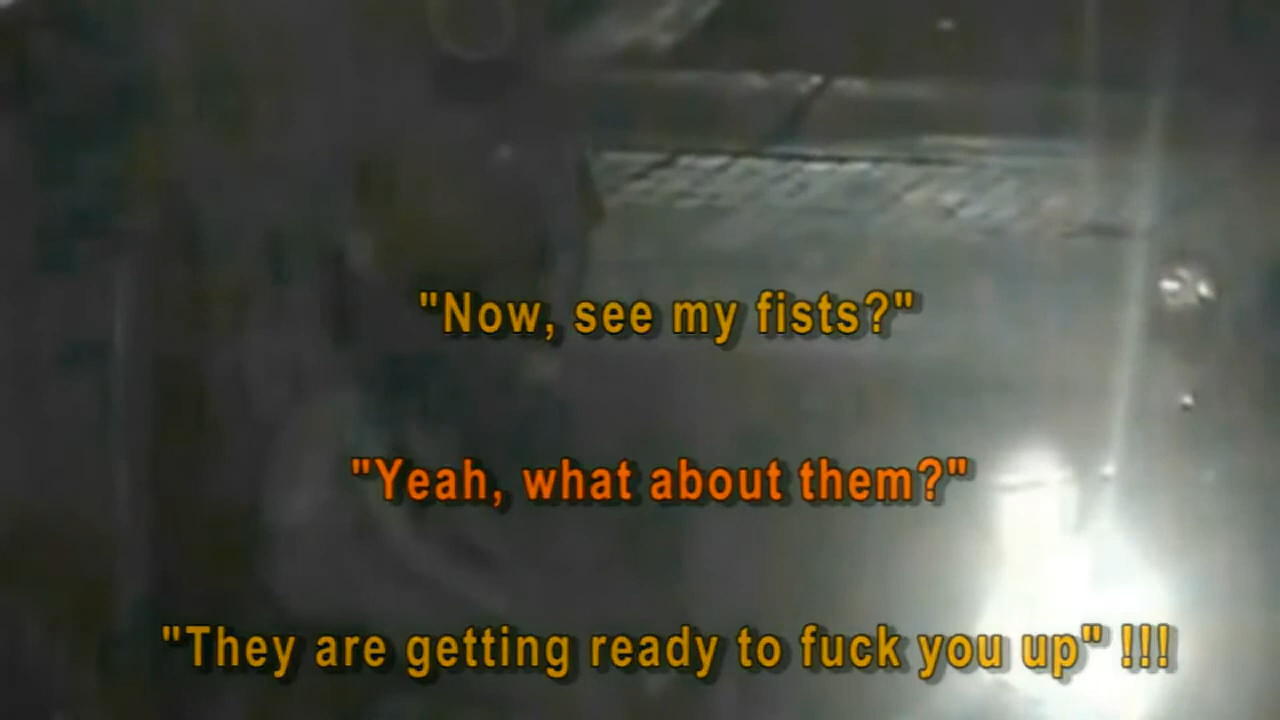 "Now, see my fists?"
"Yeah, what about them?"
"They are getting ready to fuck you up" !!!